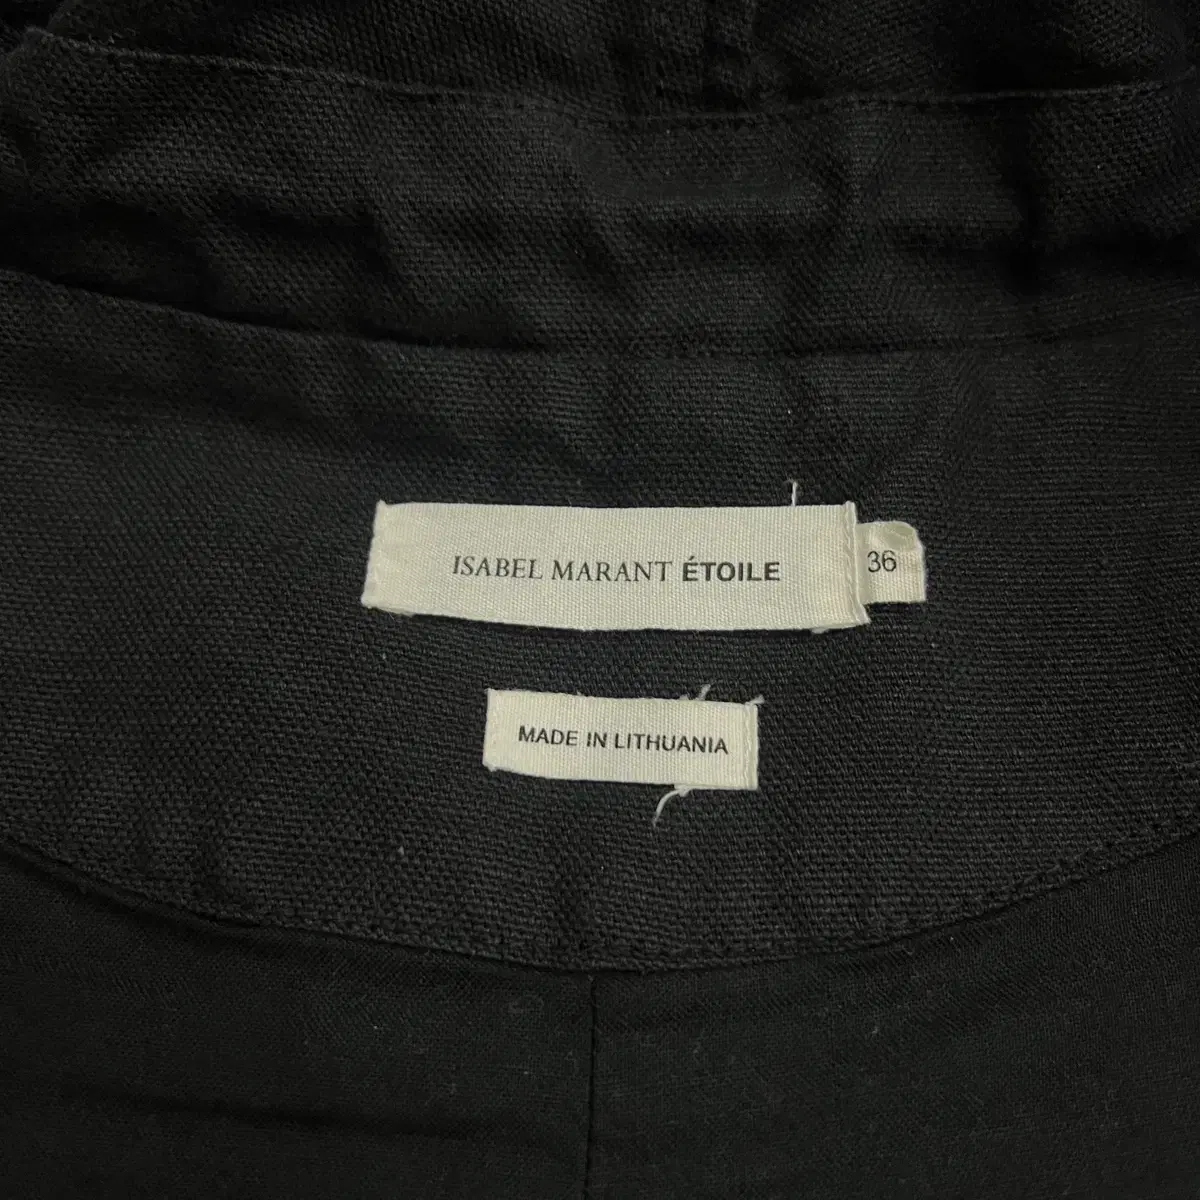 ISABEL MARANT ÉTOILE
36
MADE IN LITHUANIA